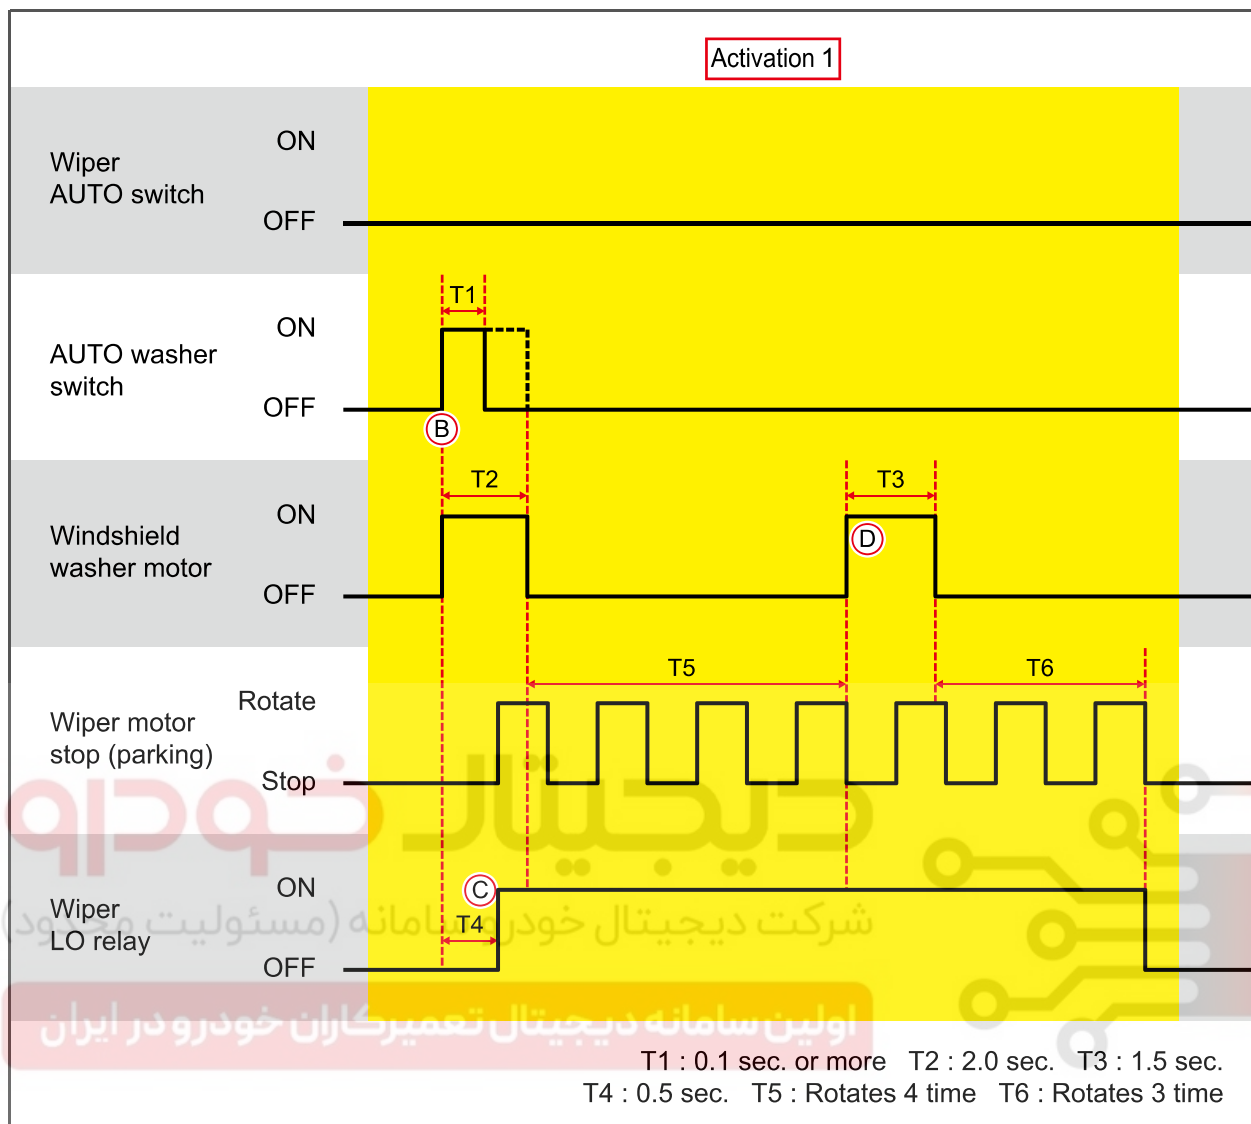 Activation 1
Wiper
AUTO switch
ON
OFF
AUTO washer
switch
ON
OFF
T1
B
Windshield
washer motor
ON
OFF
T2
T3
D
Wiper motor
stop (parking)
Rotate
Stop
T5
T6
دیجیتال خودرو
Wiper
LO relay
ON
OFF
C
T4
شرکت دیجیتال خودرو سامانه (مسئولیت محدود)
اولین سامانه دیجیتال تعمیرکاران خودرو در ایران
T1 : 0.1 sec. or more T2 : 2.0 sec. T3 : 1.5 sec.
T4 : 0.5 sec. T5 : Rotates 4 time T6 : Rotates 3 time